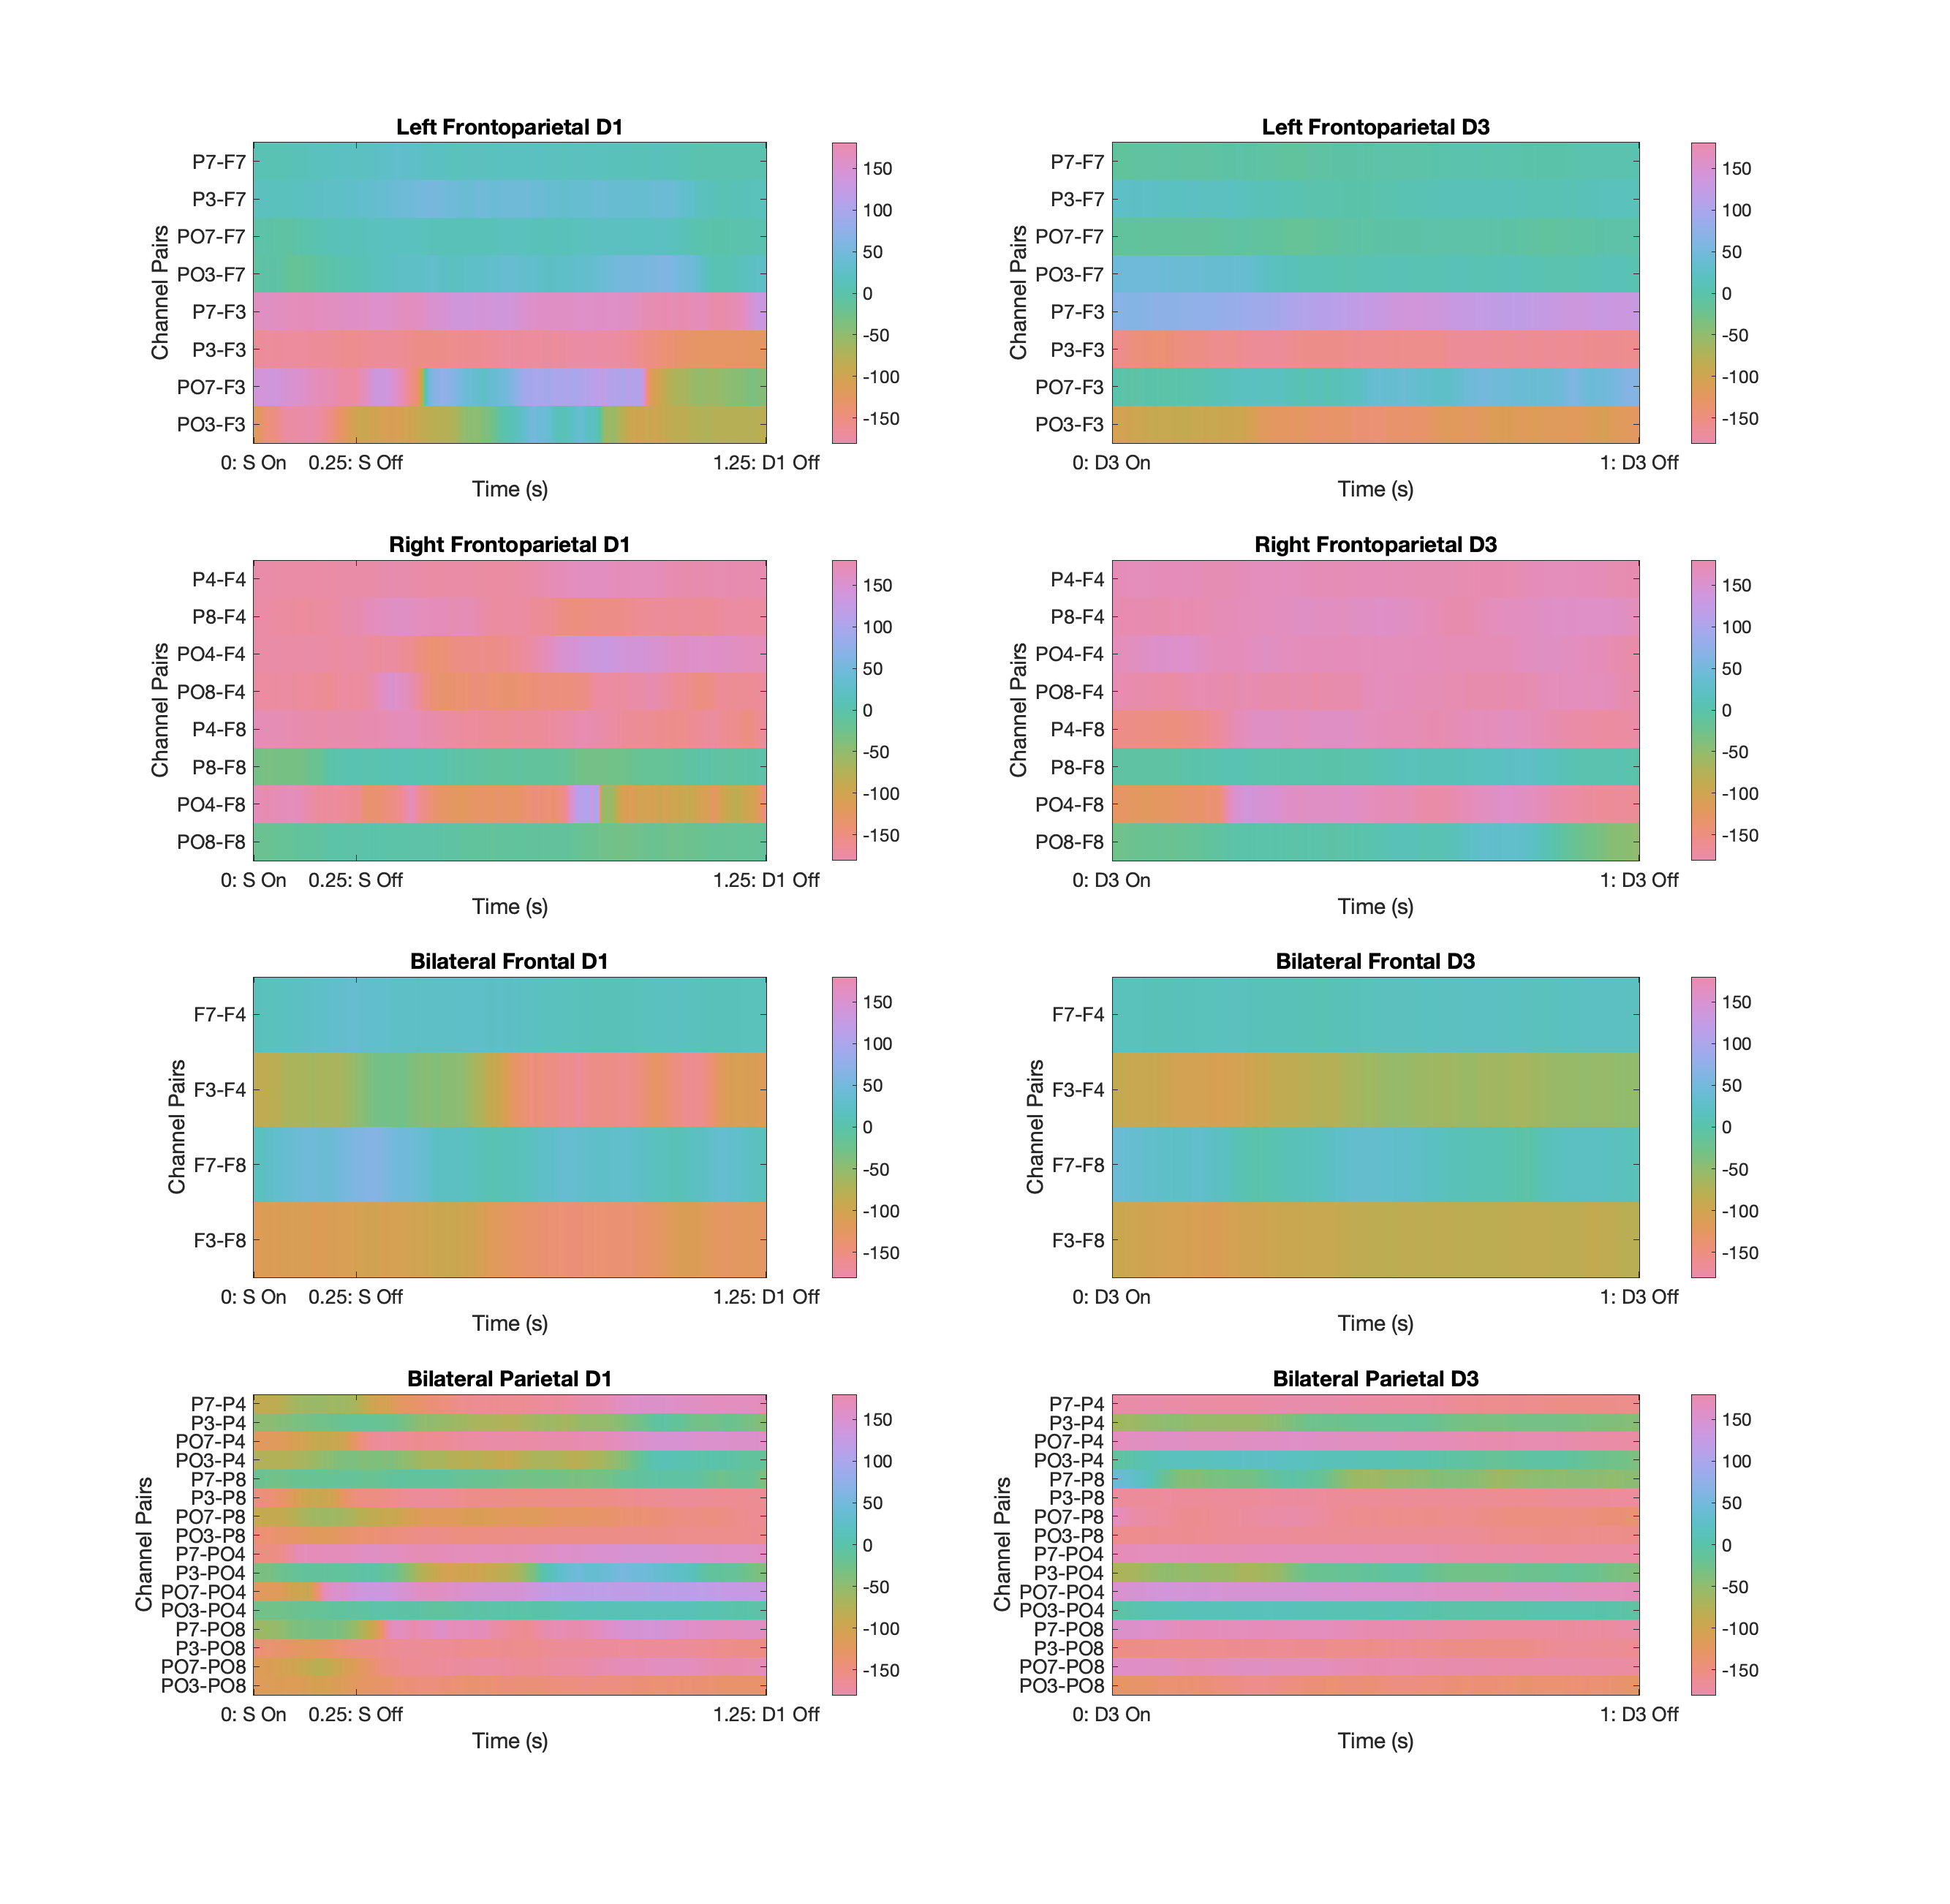 Left Frontoparietal D1
Channel Pairs
P7-F7
P3-F7
PO7-F7
PO3-F7
P7-F3
P3-F3
PO7-F3
PO3-F3
0: S On 0.25: S Off 1.25: D1 Off
Time (s)
150
100
50
0
-50
-100
-150
Left Frontoparietal D3
Channel Pairs
P7-F7
P3-F7
PO7-F7
PO3-F7
P7-F3
P3-F3
PO7-F3
PO3-F3
0: D3 On 1: D3 Off
Time (s)
150
100
50
0
-50
-100
-150
Right Frontoparietal D1
Channel Pairs
P4-F4
P8-F4
PO4-F4
PO8-F4
P4-F8
P8-F8
PO4-F8
PO8-F8
0: S On 0.25: S Off 1.25: D1 Off
Time (s)
150
100
50
0
-50
-100
-150
Right Frontoparietal D3
Channel Pairs
P4-F4
P8-F4
PO4-F4
PO8-F4
P4-F8
P8-F8
PO4-F8
PO8-F8
0: D3 On 1: D3 Off
Time (s)
150
100
50
0
-50
-100
-150
Bilateral Frontal D1
Channel Pairs
F7-F4
F3-F4
F7-F8
F3-F8
0: S On 0.25: S Off 1.25: D1 Off
Time (s)
150
100
50
0
-50
-100
-150
Bilateral Frontal D3
Channel Pairs
F7-F4
F3-F4
F7-F8
F3-F8
0: D3 On 1: D3 Off
Time (s)
150
100
50
0
-50
-100
-150
Bilateral Parietal D1
Channel Pairs
P7-P4
P3-P4
PO7-P4
PO3-P4
P7-P8
P3-P8
PO7-P8
PO3-P8
P7-PO4
P3-PO4
PO7-PO4
PO3-PO4
P7-PO8
P3-PO8
PO7-PO8
PO3-PO8
0: S On 0.25: S Off 1.25: D1 Off
Time (s)
150
100
50
0
-50
-100
-150
Bilateral Parietal D3
Channel Pairs
P7-P4
P3-P4
PO7-P4
PO3-P4
P7-P8
P3-P8
PO7-P8
PO3-P8
P7-PO4
P3-PO4
PO7-PO4
PO3-PO4
P7-PO8
P3-PO8
PO7-PO8
PO3-PO8
0: D3 On 1: D3 Off
Time (s)
150
100
50
0
-50
-100
-150